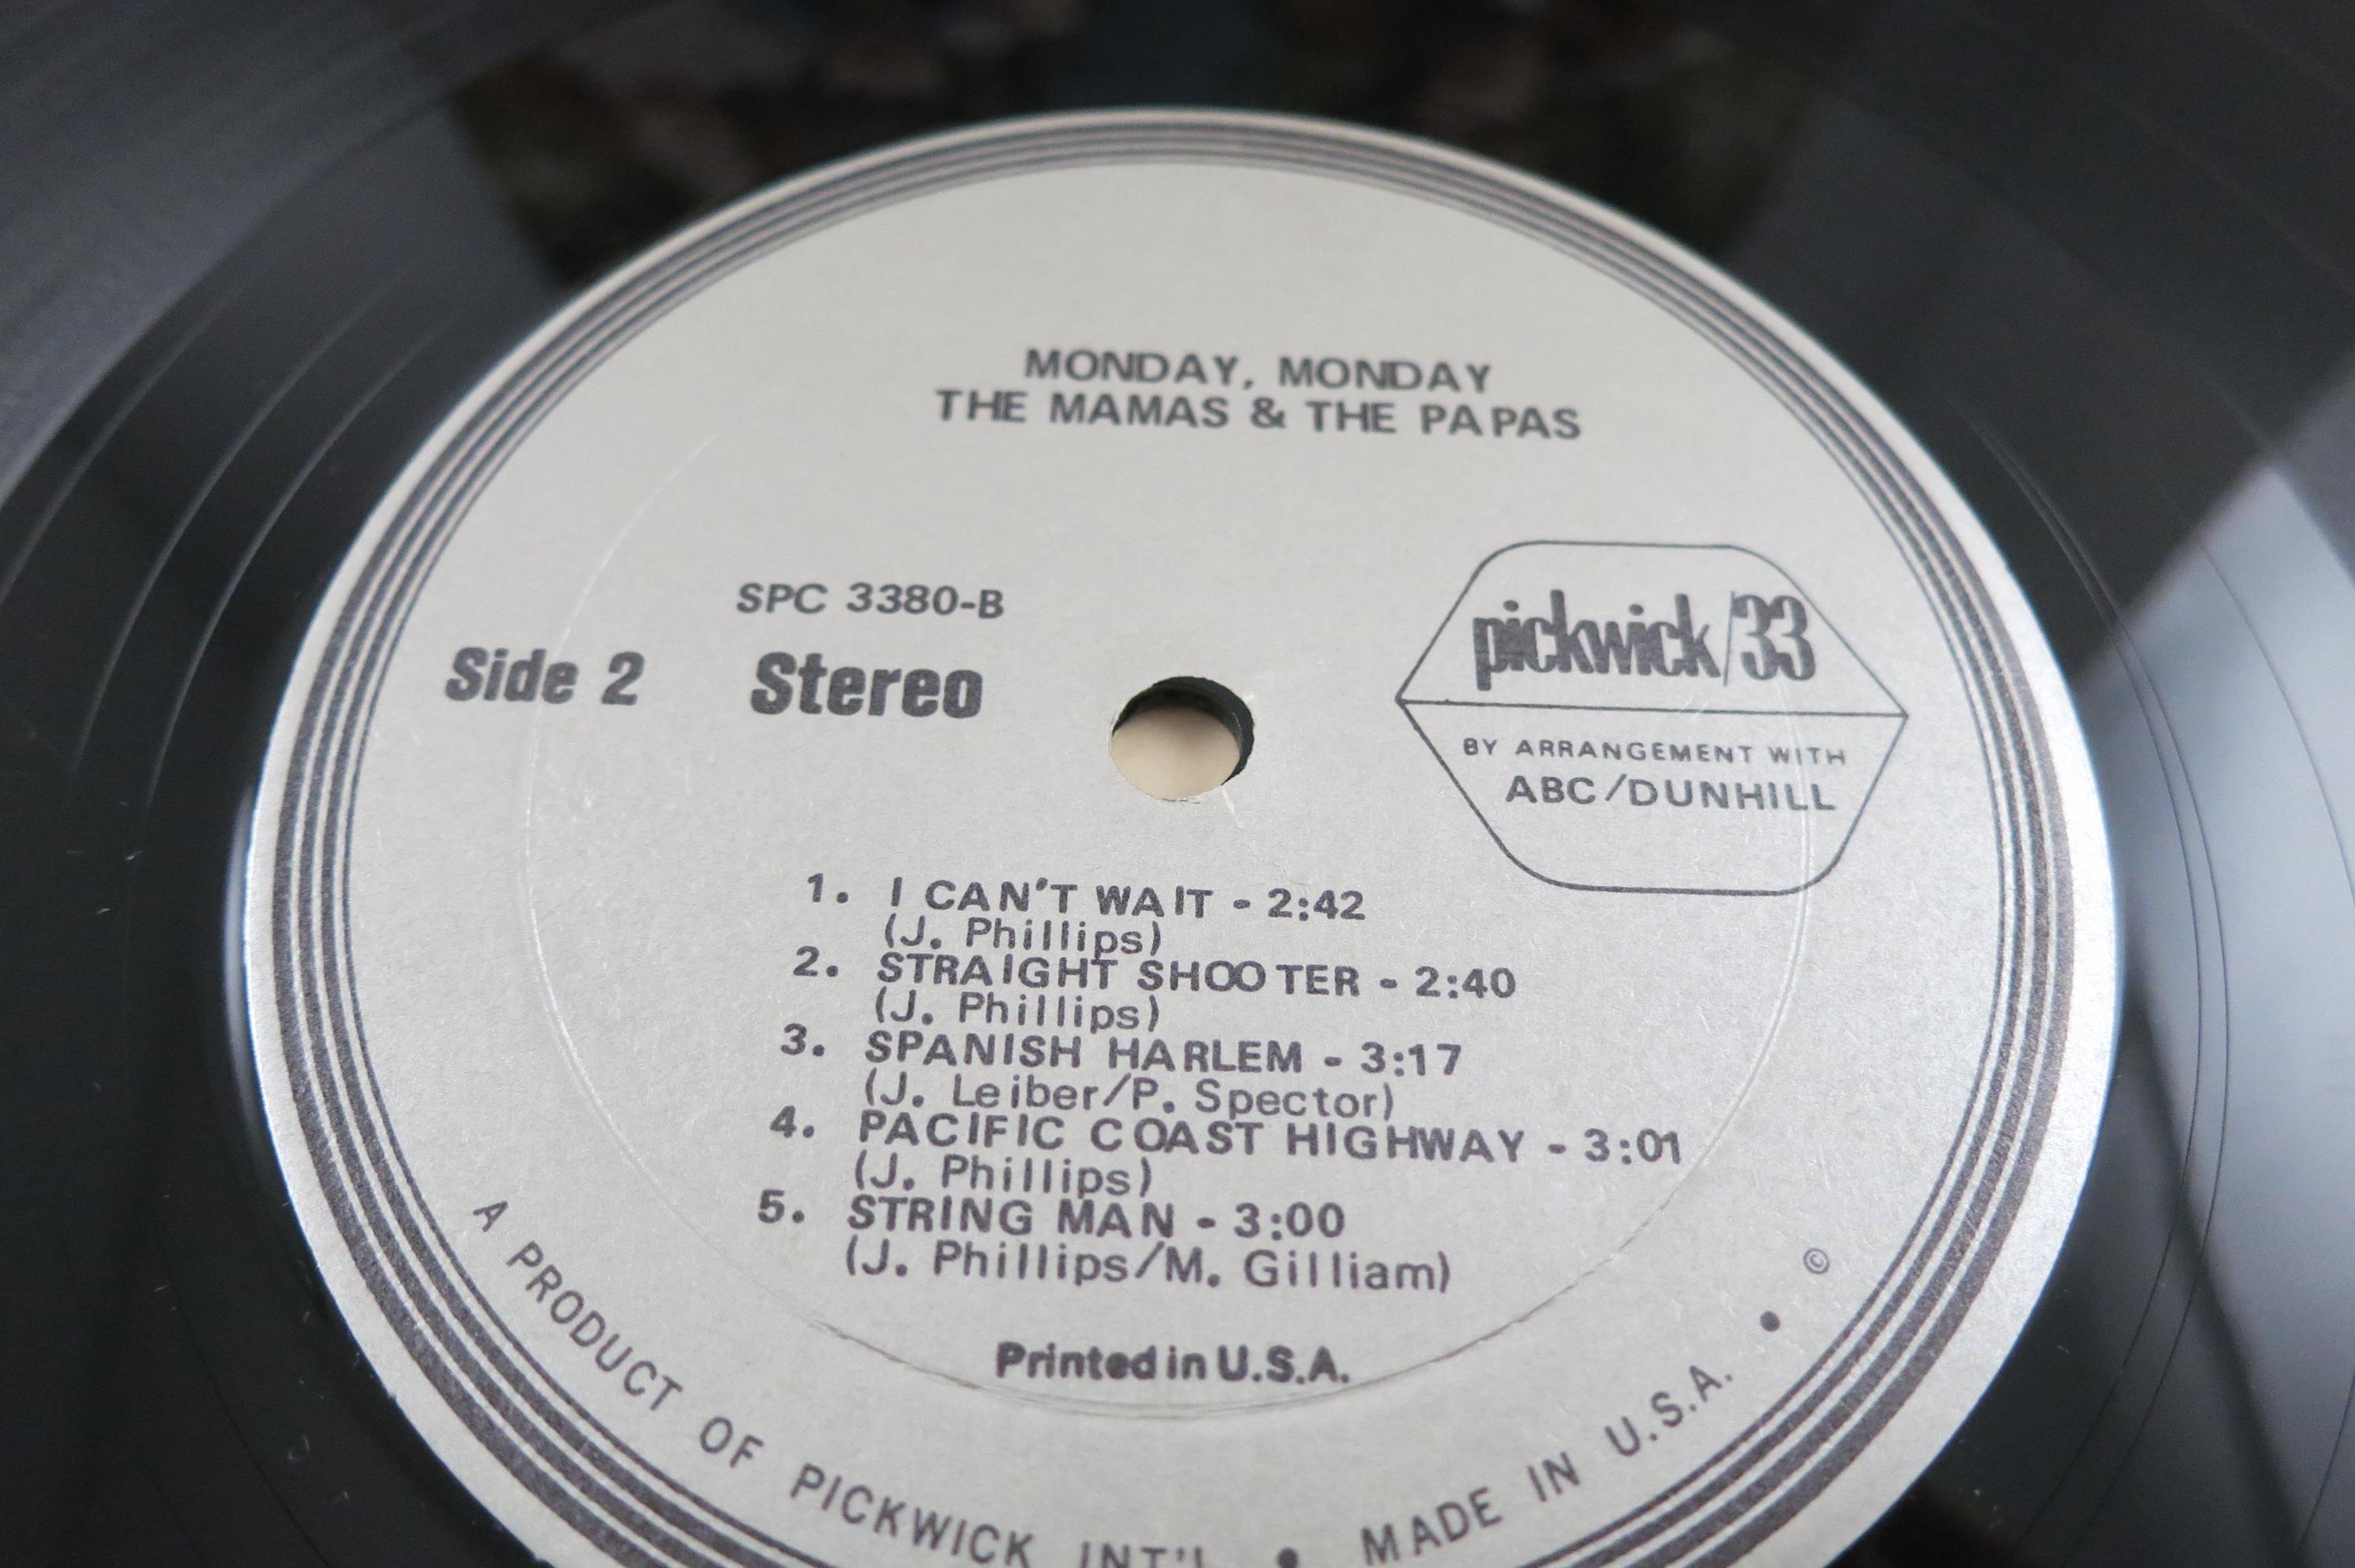 MONDAY, MONDAY
THE MAMAS & THE PAPAS
SPC 3380-B
Side 2 Stereo
pickwick/33
BY ARRANGEMENT WITH
ABC/DUNHILL
1. I CAN'T WAIT - 2:42
(J. Phillips)
2. STRAIGHT SHOOTER - 2:40
(J. Phillips)
3. SPANISH HARLEM - 3:17
(J. Leiber/P. Spector)
4. PACIFIC COAST HIGHWAY - 3:01
(J. Phillips)
5. STRING MAN - 3:00
(J. Phillips/M. Gilliam)
Printed in U.S.A.
A PRODUCT OF PICKWICK INT'L • MADE IN U.S.A. • ©